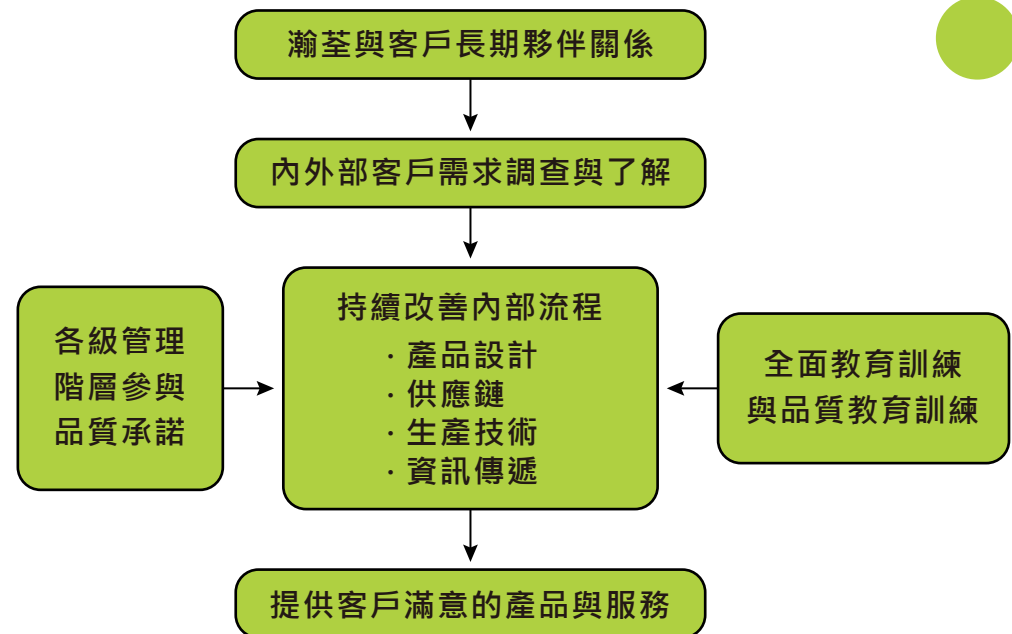 瀚荃與客戶長期夥伴關係
內外部客戶需求調查與了解
各級管理
階層參與
品質承諾
持續改善內部流程
·產品設計
·供應鏈
·生產技術
·資訊傳遞
全面教育訓練
與品質教育訓練
提供客戶滿意的產品與服務